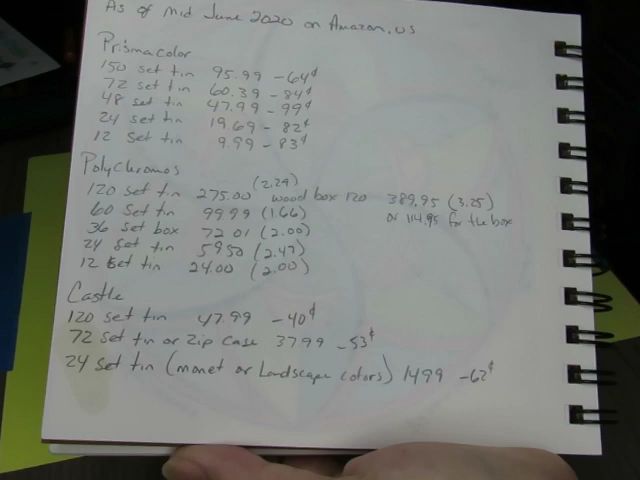 As of mid June 2020 on Amazon.us
Prismacolor
150 set tin 95.99 - 64¢
72 set tin 60.39 - 84¢
48 set tin 47.99 - 99¢
24 set tin 19.69 - 82¢
12 set tin 9.99 - 83¢
Polychromos
(2.29)
120 set tin 275.00 wood box 120 389.95 (3.25)
60 set tin 99.99 (1.66) or 114.95 for the box
36 set box 72.01 (2.00)
24 set tin 59.50 (2.47)
12 set tin 24.00 (2.00)
Castle
120 set tin 47.99 - 40¢
72 set tin or zip case 37.99 - 53¢
24 set tin (monet or Landscape colors) 14.99 - 62¢